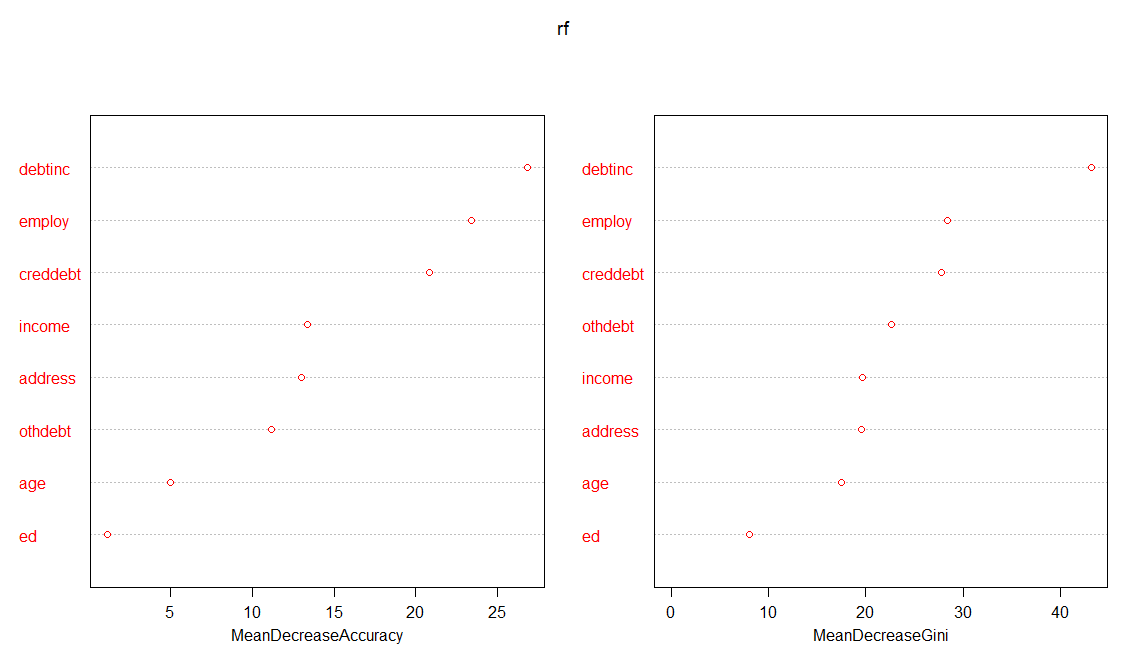 rf
debtinc
employ
creddebt
income
address
othdebt
age
ed
5 10 15 20 25
MeanDecreaseAccuracy
debtinc
employ
creddebt
othdebt
income
address
age
ed
0 10 20 30 40
MeanDecreaseGini